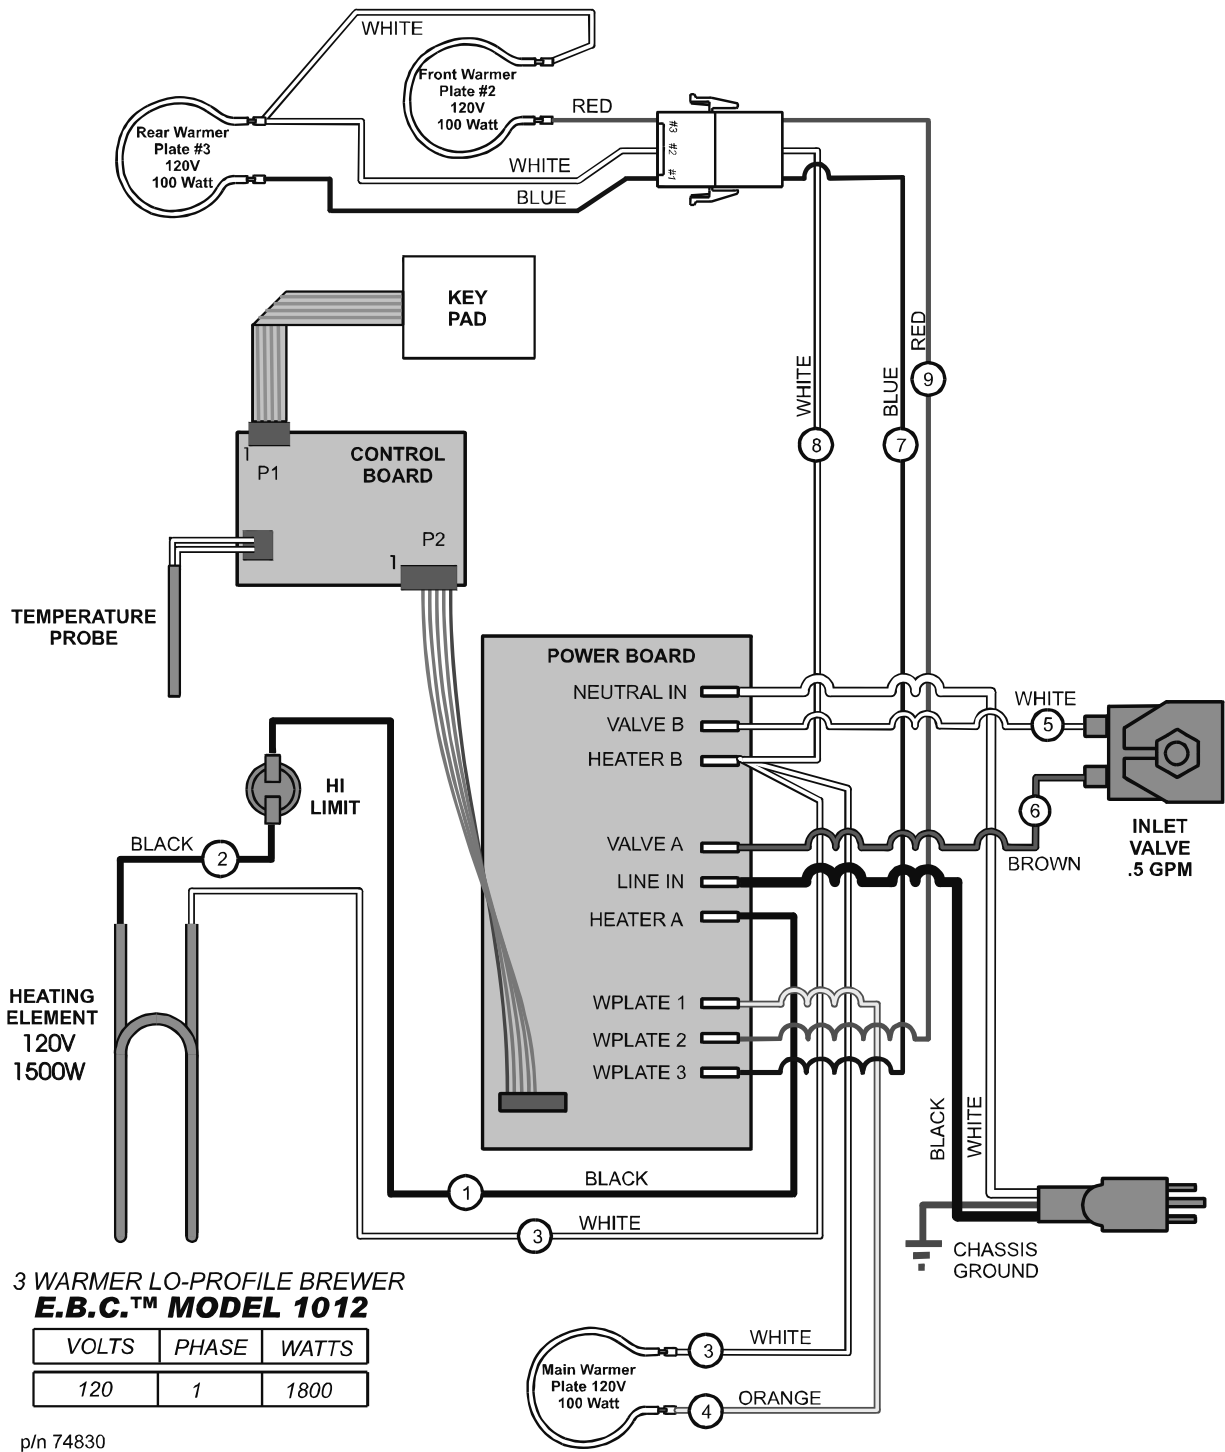 WHITE
Front Warmer
Plate #2
120V
100 Watt
RED
Rear Warmer
Plate #3
120V
100 Watt
#3
#2
#1
WHITE
BLUE
KEY
PAD
RED
9
WHITE
BLUE
8
7
1
P1
CONTROL
BOARD
P2
1
TEMPERATURE
PROBE
POWER BOARD
NEUTRAL IN
VALVE B
HEATER B
VALVE A
LINE IN
HEATER A
WPLATE 1
WPLATE 2
WPLATE 3
WHITE
5
6
BROWN
INLET
VALVE
.5 GPM
HI
LIMIT
BLACK
2
HEATING
ELEMENT
120V
1500W
BLACK
WHITE
BLACK
1
WHITE
3
CHASSIS
GROUND
3 WARMER LO-PROFILE BREWER
E.B.C.™ MODEL 1012
VOLTS PHASE WATTS
120 1 1800
Main Warmer
Plate 120V
100 Watt
3
WHITE
4
ORANGE
p/n 74830